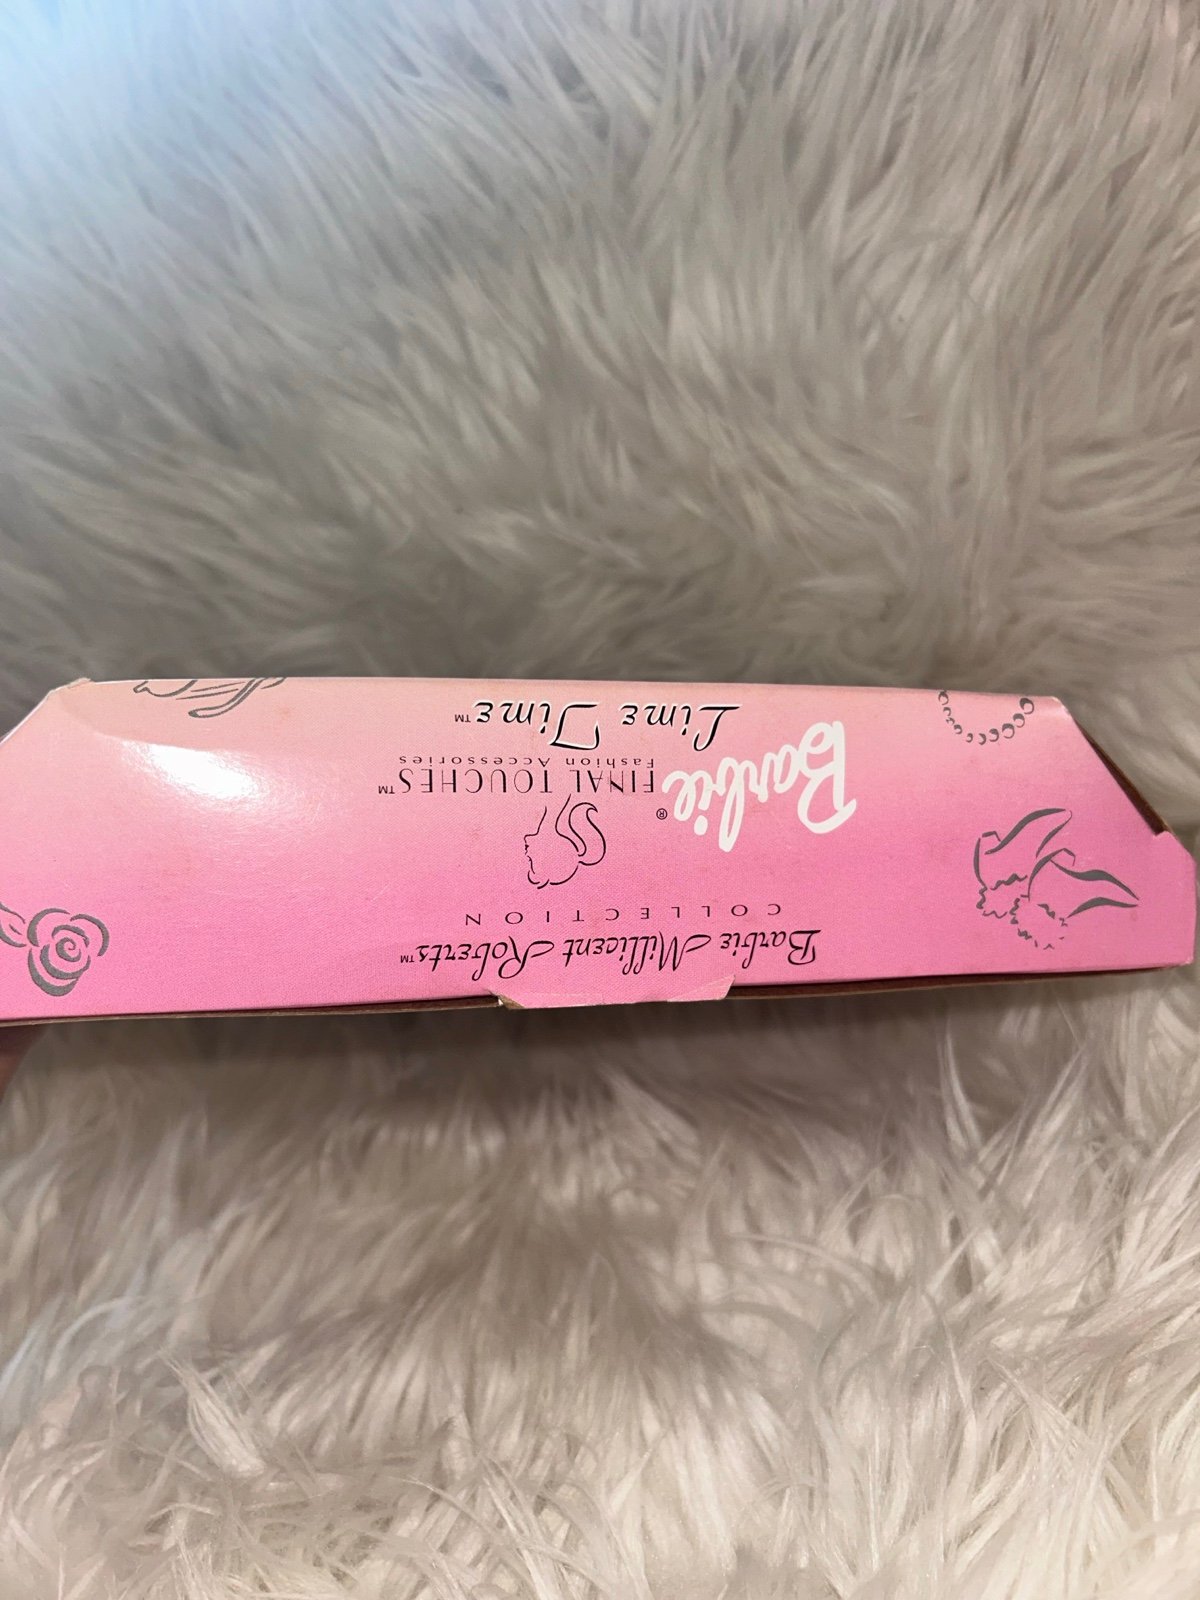 Barbie Millicent Roberts™
COLLECTION
Barbie®
FINAL TOUCHES™
Fashion Accessories
Lime Time™